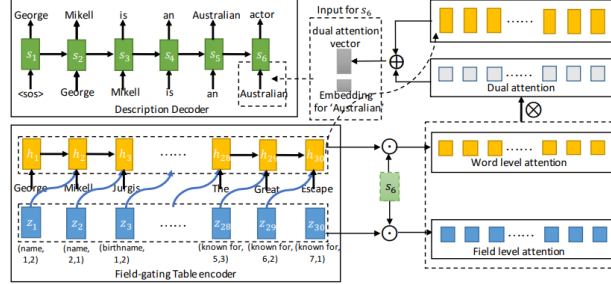 George Mikell is an Australian actor
s1 s2 s3 s4 s5 s6
<sos> George Mikell is an Australian
Description Decoder
Input for s6
dual attention
vector
Embedding
for 'Australian'
Dual attention
h1 h2 h3 ...... h28 h29 h30
George Mikell Jurgis ...... The Great Escape
z1 z2 z3 ...... z28 z29 z30
(name, (name, (birthname, (known for, (known for, (known for,
1,2) 2,1) 1,2) 5,3) 6,2) 7,1)
Field-gating Table encoder
s6
Word level attention
Field level attention